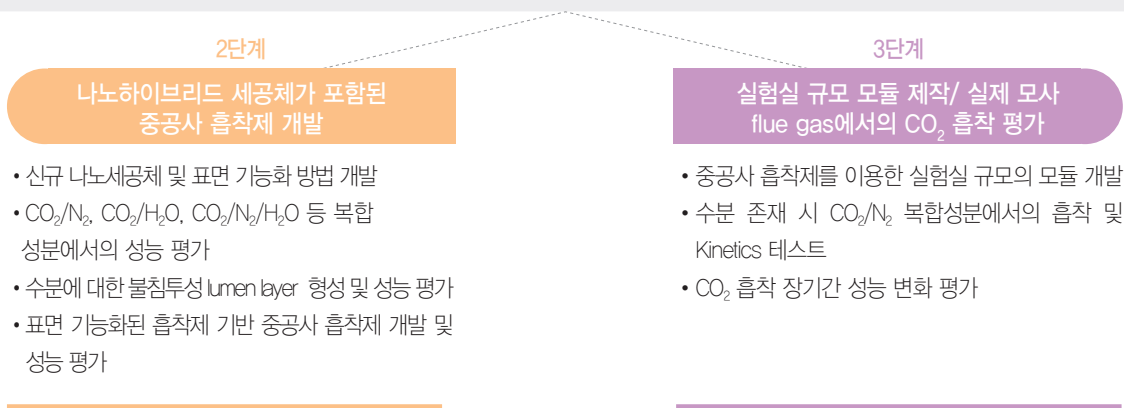 2단계
나노하이브리드 세공체가 포함된
중공사 흡착제 개발
• 신규 나노세공체 및 표면 기능화 방법 개발
• CO₂/N₂, CO₂/H₂O, CO₂/N₂/H₂O 등 복합
성분에서의 성능 평가
• 수분에 대한 불침투성 lumen layer 형성 및 성능 평가
• 표면 기능화된 흡착제 기반 중공사 흡착제 개발 및
성능 평가
3단계
실험실 규모 모듈 제작/ 실제 모사
flue gas에서의 CO₂ 흡착 평가
• 중공사 흡착제를 이용한 실험실 규모의 모듈 개발
• 수분 존재 시 CO₂/N₂ 복합성분에서의 흡착 및
Kinetics 테스트
• CO₂ 흡착 장기간 성능 변화 평가